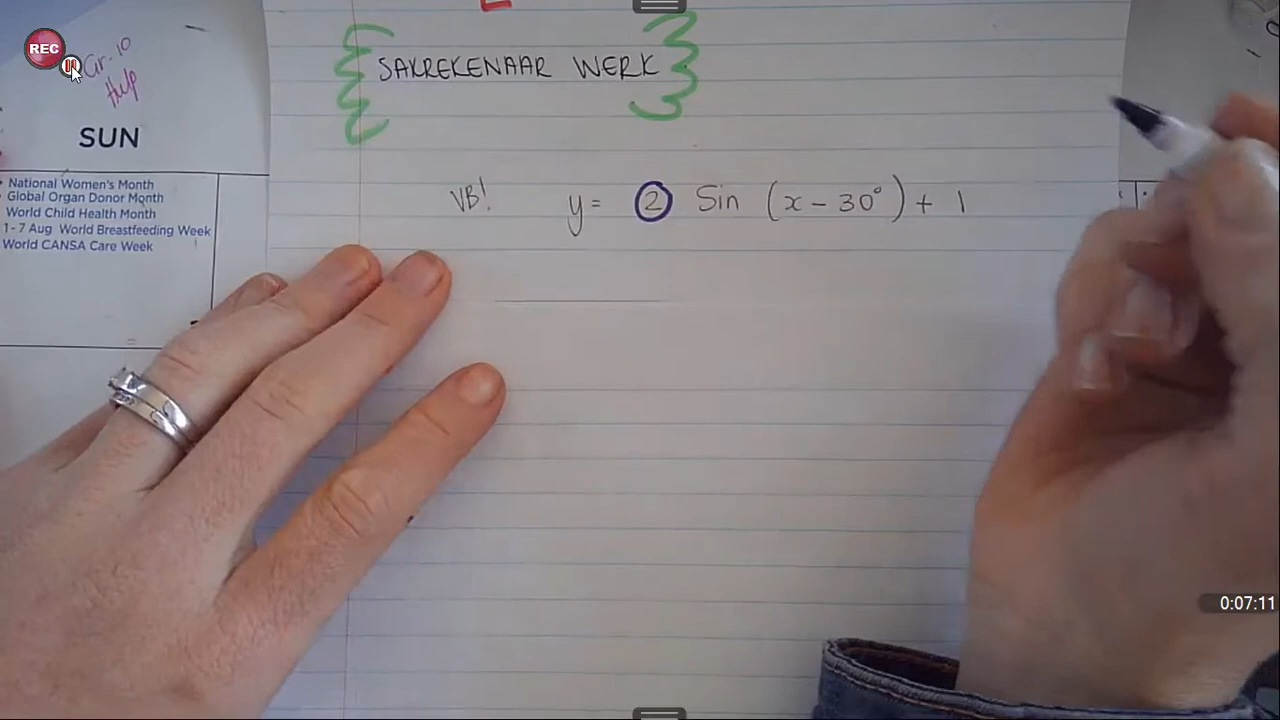 REC
Gr. 10
Help
SUN
National Women's Month
Global Organ Donor Month
World Child Health Month
1 - 7 Aug World Breastfeeding Week
World CANSA Care Week
SAKREKENAAR WERK
VB! y = 2 Sin (x - 30°) + 1
0:07:11